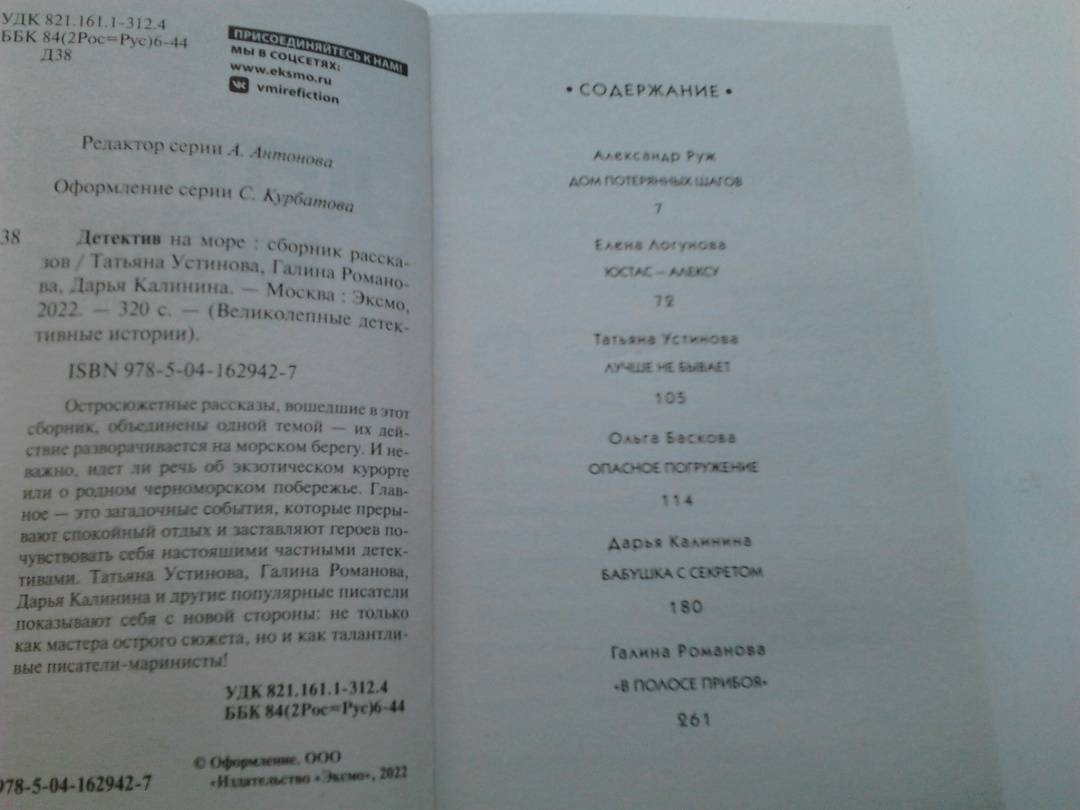 УДК 821.161.1-312.4
ББК 84(2Рос=Рус)6-44
Д38
ПРИСОЕДИНЯЙТЕСЬ К НАМ!
МЫ В СОЦСЕТЯХ:
www.eksmo.ru
vmirefiction
Редактор серии А. Антонова
Оформление серии С. Курбатова
38 Детектив на море : сборник расска-
зов / Татьяна Устинова, Галина Романо-
ва, Дарья Калинина. — Москва : Эксмо,
2022. — 320 с. — (Великолепные детек-
тивные истории).
ISBN 978-5-04-162942-7
Остросюжетные рассказы, вошедшие в этот
сборник, объединены одной темой — их дей-
ствие разворачивается на морском берегу. И не-
важно, идет ли речь об экзотическом курорте
или о родном черноморском побережье. Глав-
ное — это загадочные события, которые преры-
вают спокойный отдых и заставляют героев по-
чувствовать себя настоящими частными детек-
тивами. Татьяна Устинова, Галина Романова,
Дарья Калинина и другие популярные писатели
показывают себя с новой стороны: не только
как мастера острого сюжета, но и как талантли-
вые писатели-маринисты!
УДК 821.161.1-312.4
ББК 84(2Рос=Рус)6-44
© Оформление. ООО
«Издательство «Эксмо», 2022
978-5-04-162942-7
• СОДЕРЖАНИЕ •
Александр Руж
ДОМ ПОТЕРЯННЫХ ШАГОВ
7
Елена Логунова
ЮСТАС — АЛЕКСУ
72
Татьяна Устинова
ЛУЧШЕ НЕ БЫВАЕТ
105
Ольга Баскова
ОПАСНОЕ ПОГРУЖЕНИЕ
114
Дарья Калинина
БАБУШКА С СЕКРЕТОМ
180
Галина Романова
«В ПОЛОСЕ ПРИБОЯ»
261